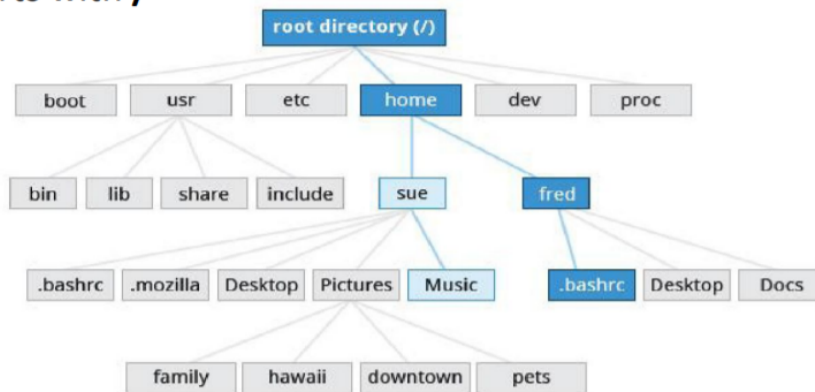 root directory (/)
boot usr etc home dev proc
bin lib share include sue fred
.bashrc .mozilla Desktop Pictures Music .bashrc Desktop Docs
family hawaii downtown pets